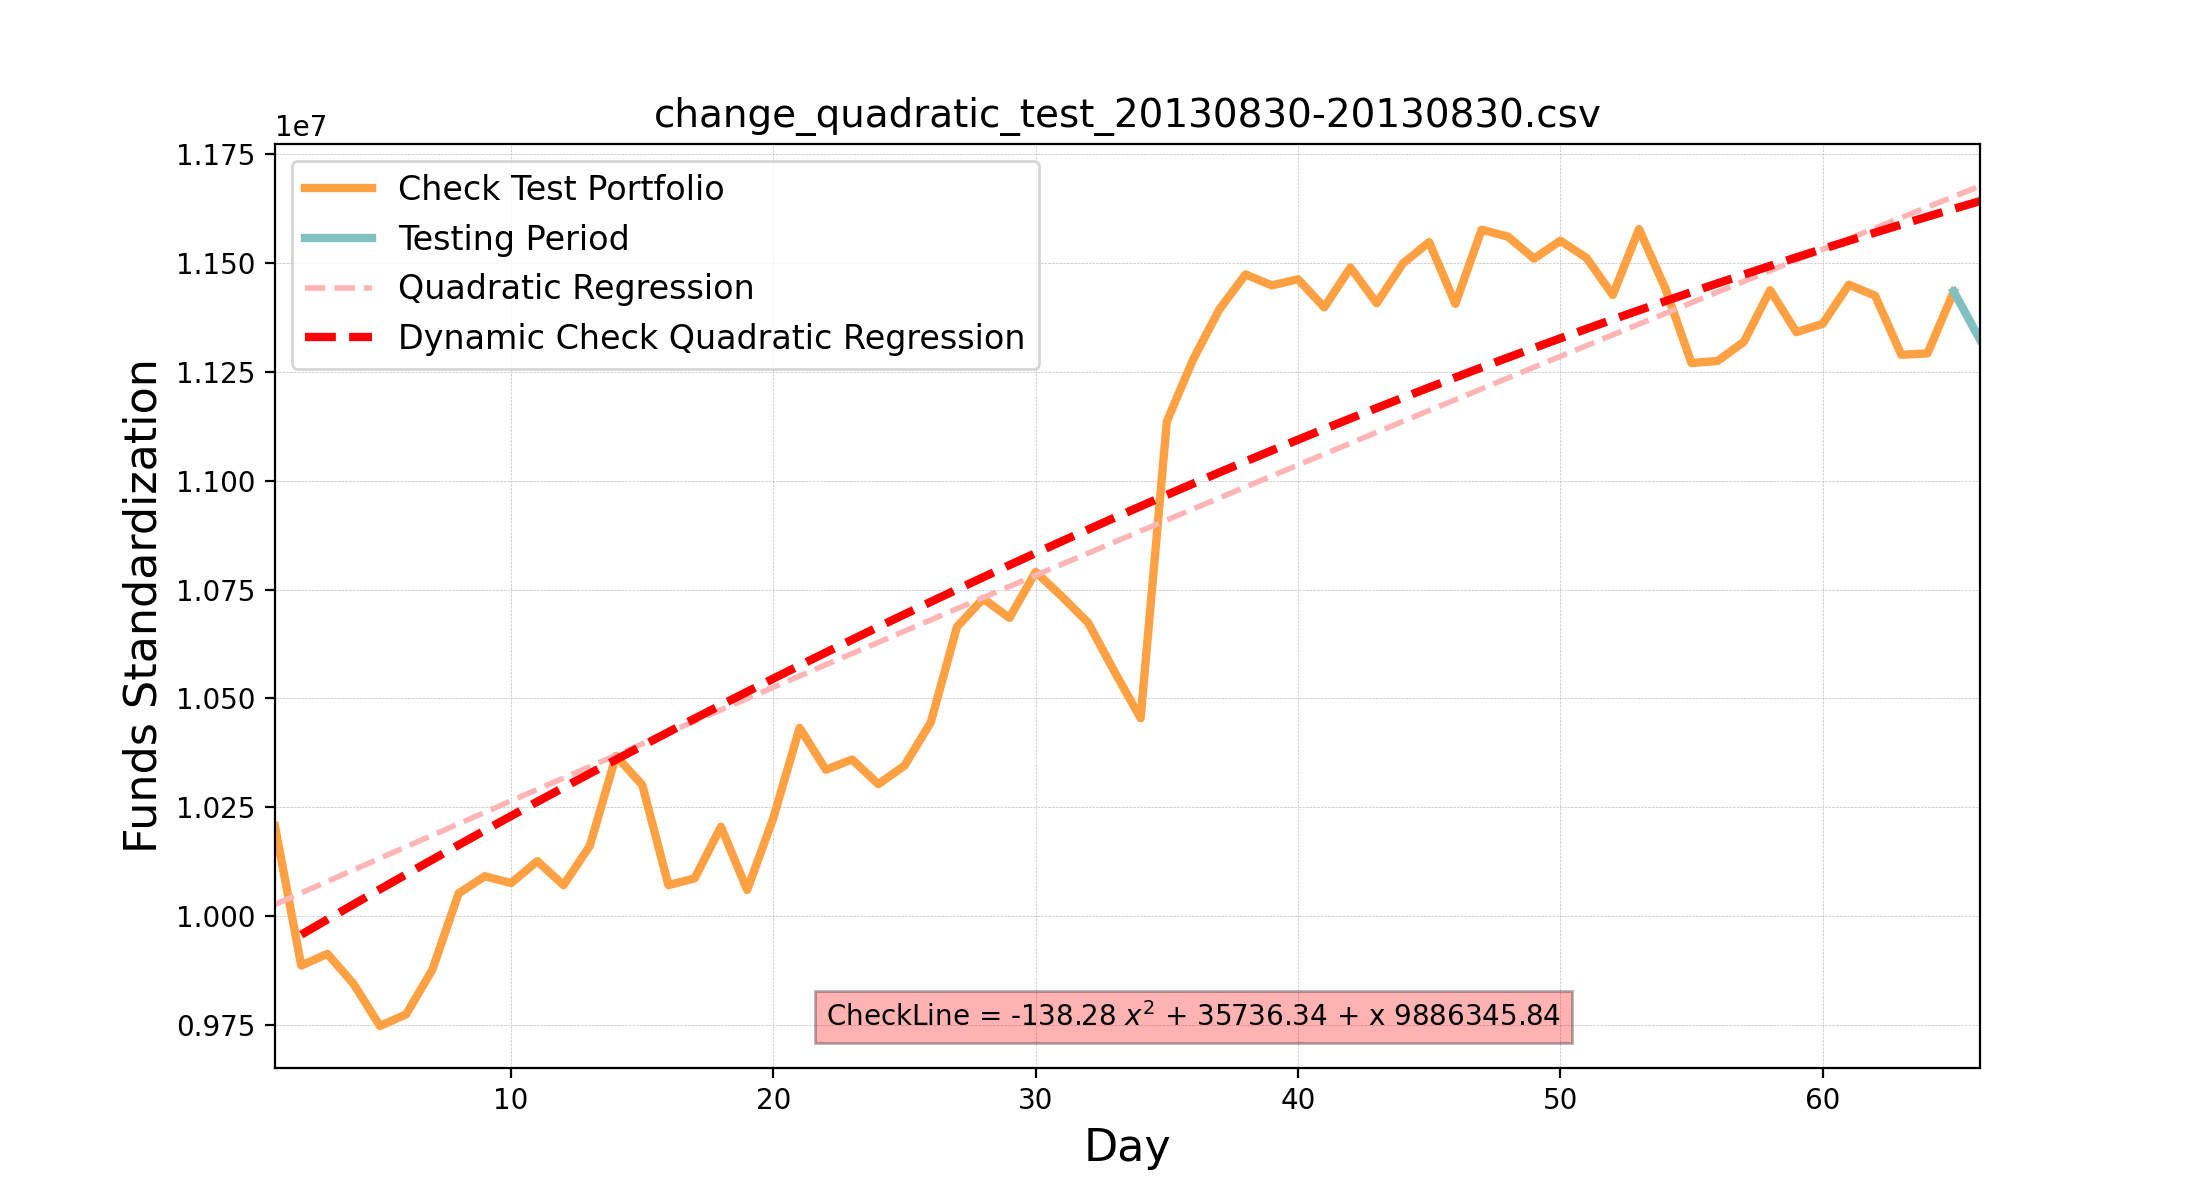 change_quadratic_test_20130830-20130830.csv
1e7
1.175
1.150
1.125
1.100
1.075
1.050
1.025
1.000
0.975
Funds Standardization
Check Test Portfolio
Testing Period
Quadratic Regression
Dynamic Check Quadratic Regression
CheckLine = -138.28 x² + 35736.34 + x 9886345.84
10 20 30 40 50 60
Day